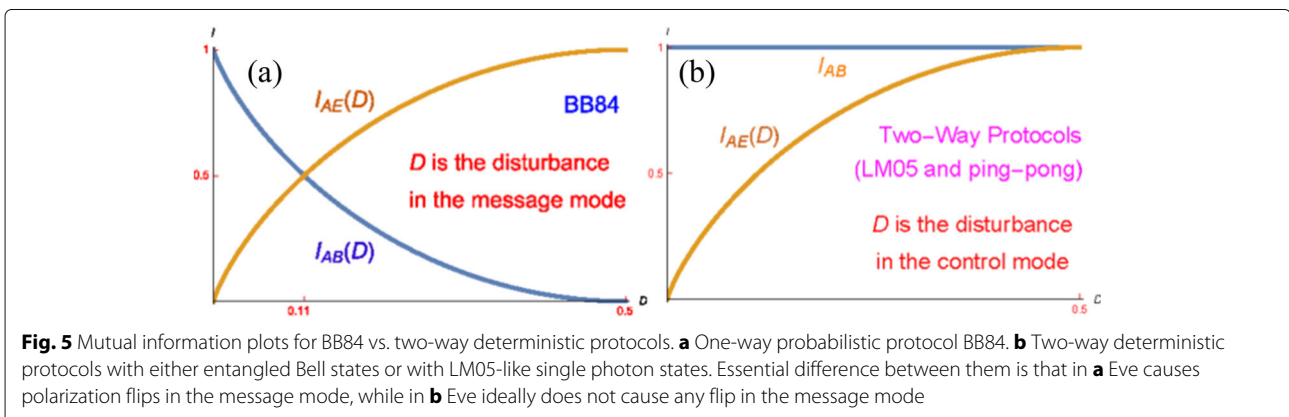 I
1
(a)
I_AE(D)
BB84
D is the disturbance
in the message mode
0.5
I_AB(D)
0.11
0.5
D
I
1
(b)
I_AB
I_AE(D)
Two-Way Protocols
(LM05 and ping-pong)
0.5
D is the disturbance
in the control mode
0.5
Fig. 5 Mutual information plots for BB84 vs. two-way deterministic protocols. a One-way probabilistic protocol BB84. b Two-way deterministic
protocols with either entangled Bell states or with LM05-like single photon states. Essential difference between them is that in a Eve causes
polarization flips in the message mode, while in b Eve ideally does not cause any flip in the message mode